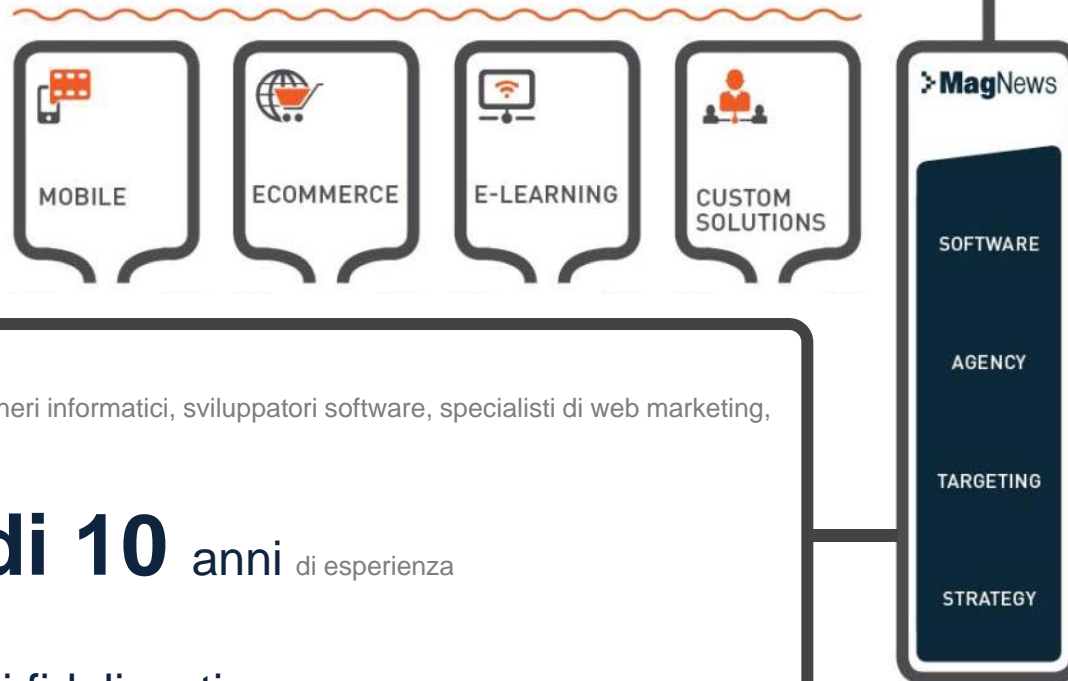 MOBILE
ECOMMERCE
E-LEARNING
CUSTOM
SOLUTIONS
MagNews
SOFTWARE
AGENCY
TARGETING
STRATEGY
informatici, sviluppatori software, specialisti di web marketing,
di 10 anni di esperienza